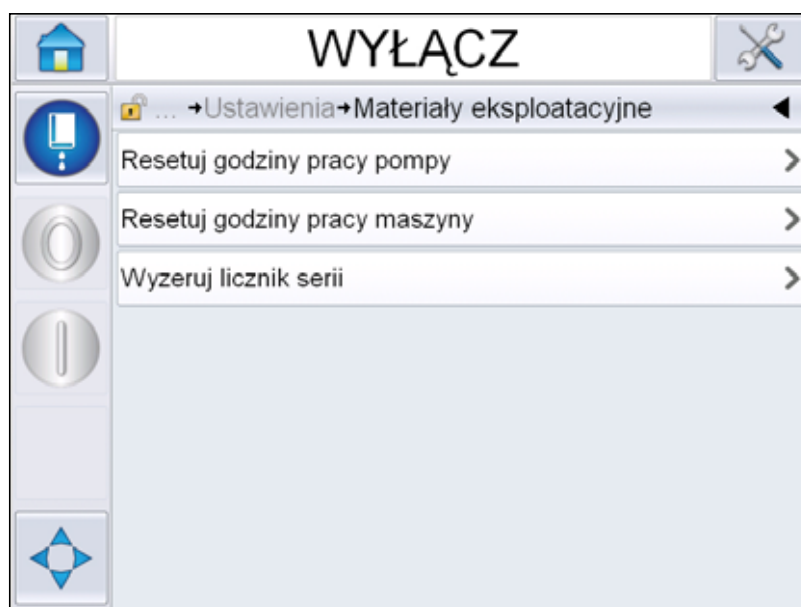 WYŁĄCZ
... →Ustawienia→Materiały eksploatacyjne
Resetuj godziny pracy pompy
Resetuj godziny pracy maszyny
Wyzeruj licznik serii